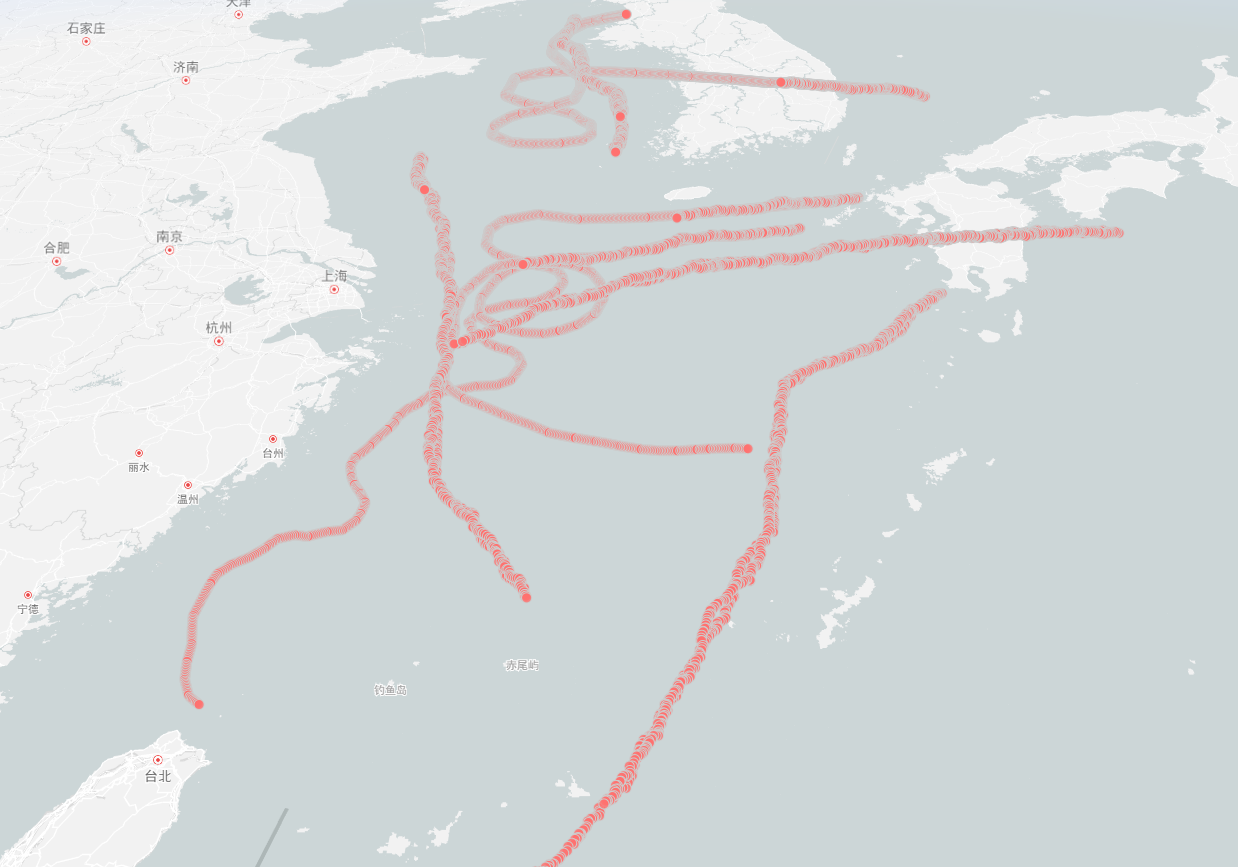 天津
石家庄
济南
合肥
南京
上海
杭州
台州
丽水
温州
宁德
赤尾屿
钓鱼岛
台北